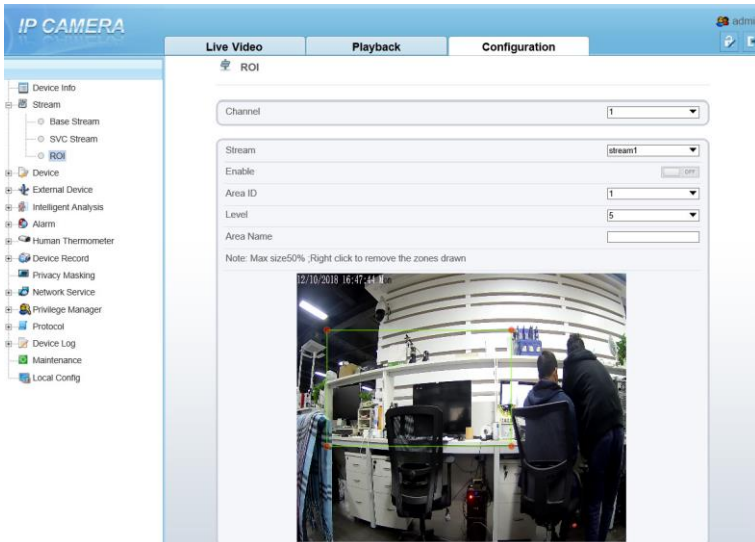 IP CAMERA
admi
Live Video Playback Configuration
ROI
Device Info
Stream
Base Stream
SVC Stream
ROI
Device
External Device
Intelligent Analysis
Alarm
Human Thermometer
Device Record
Privacy Masking
Network Service
Privilege Manager
Protocol
Device Log
Maintenance
Local Config
Channel 1
Stream stream1
Enable OFF
Area ID 1
Level 5
Area Name
Note: Max size50% ;Right click to remove the zones drawn
12/10/2018 16:47:44